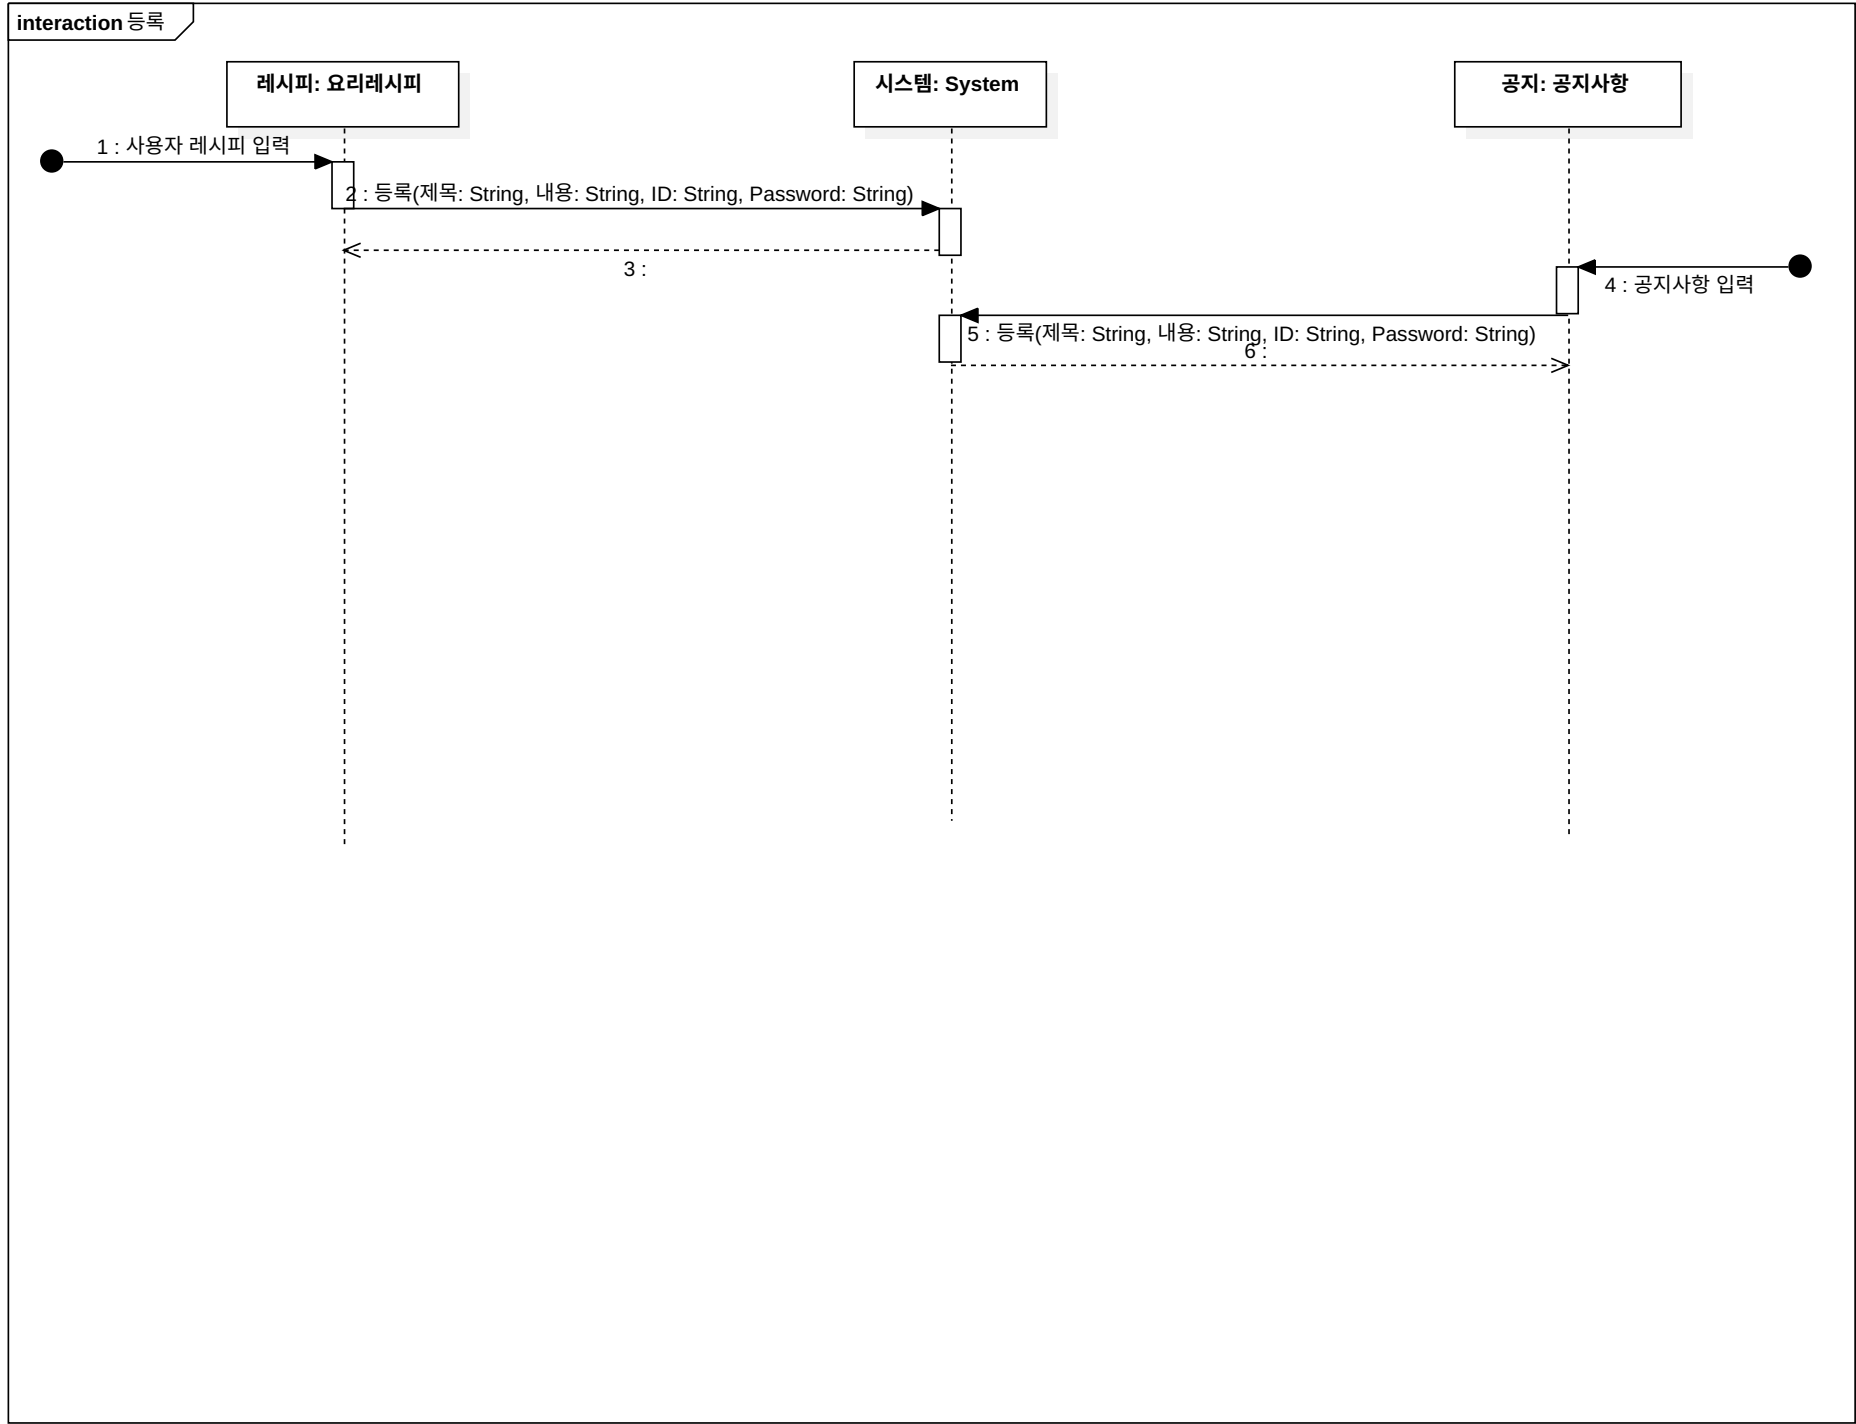 interaction 등록
레시피: 요리레시피
시스템: System
공지: 공지사항
1 : 사용자 레시피 입력
2 : 등록(제목: String, 내용: String, ID: String, Password: String)
3 :
4 : 공지사항 입력
5 : 등록(제목: String, 내용: String, ID: String, Password: String)
6 :